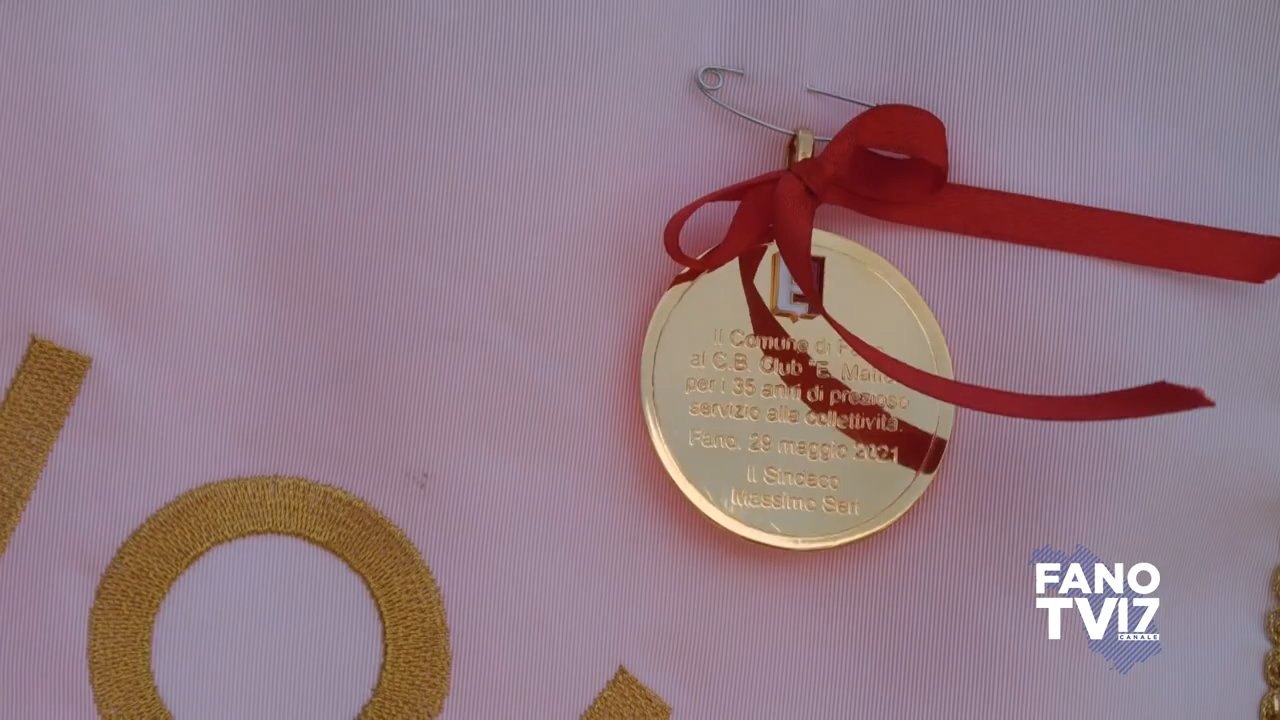 Il Comune di
al C.B. Club "E.
per i 35 anni di prezioso
servizio alla collettività.
Fano, 29 maggio 2021
Il Sindaco
Massimo Seri
FANO
TV17
CANALE